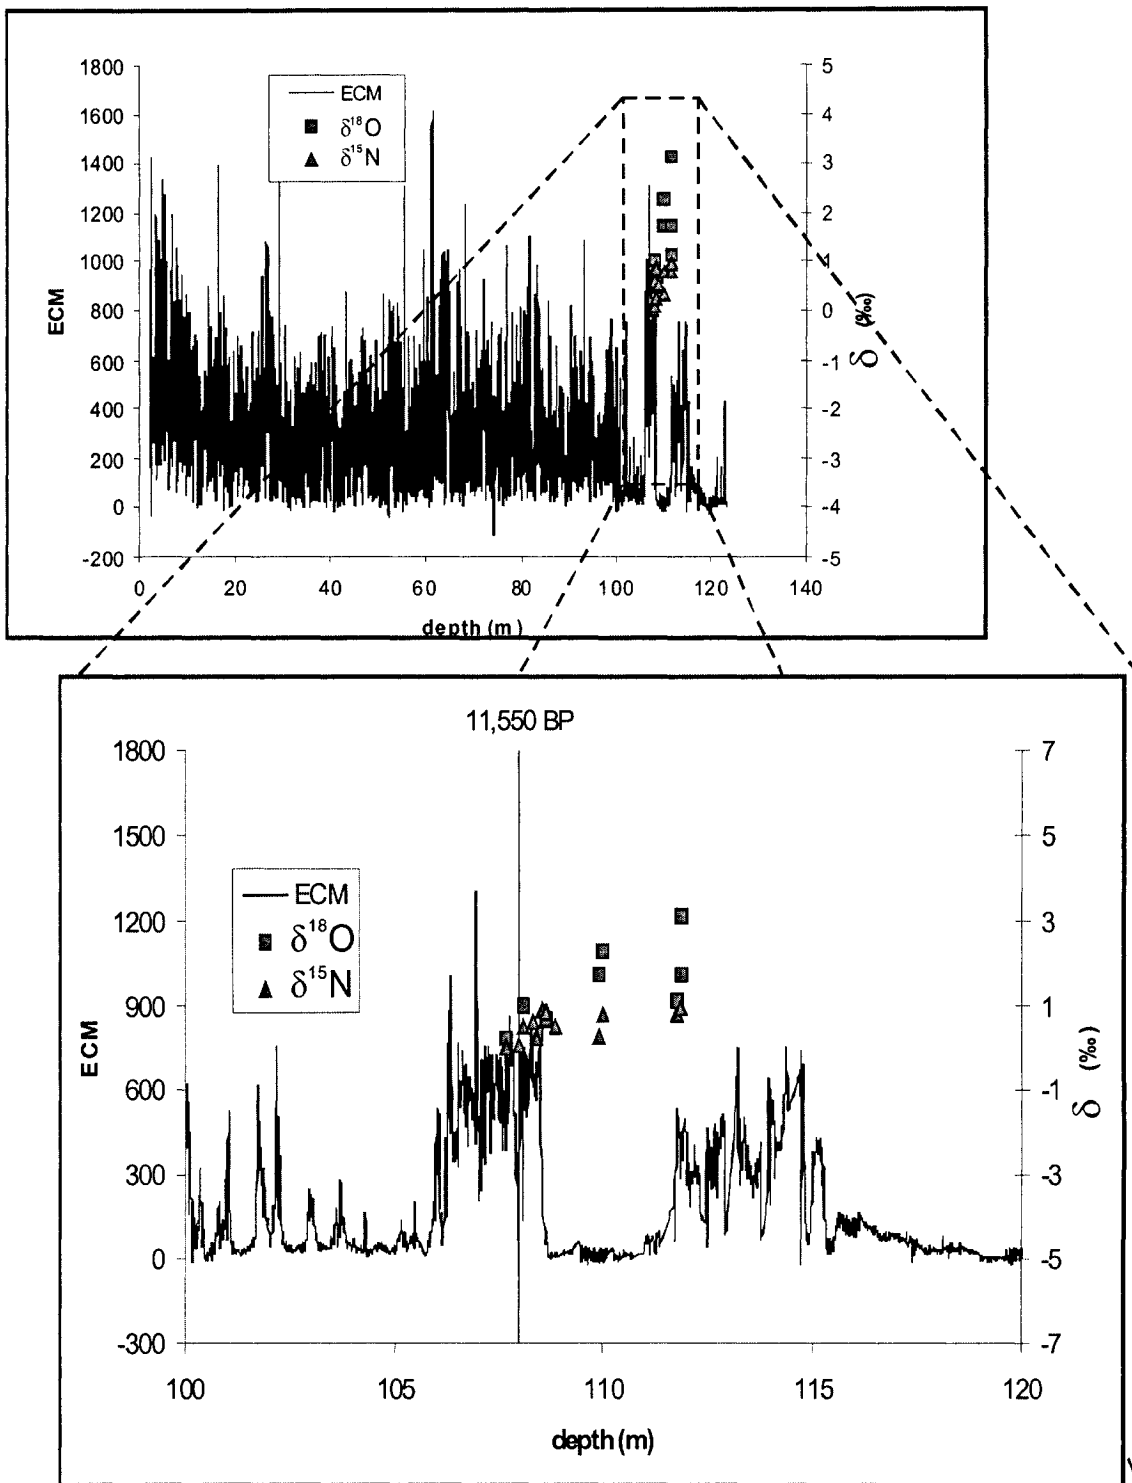 1800
1600
1400
1200
1000
800
600
400
200
0
-200
ECM
ECM
δ¹⁸O
δ¹⁵N
5
4
3
2
1
0
-1
-2
-3
-4
-5
δ (‰)
0 20 40 60 80 100 120 140
depth (m)
11,550 BP
1800
1500
1200
900
600
300
0
-300
ECM
ECM
δ¹⁸O
δ¹⁵N
7
5
3
1
-1
-3
-5
-7
δ (‰)
100 105 110 115 120
depth (m)